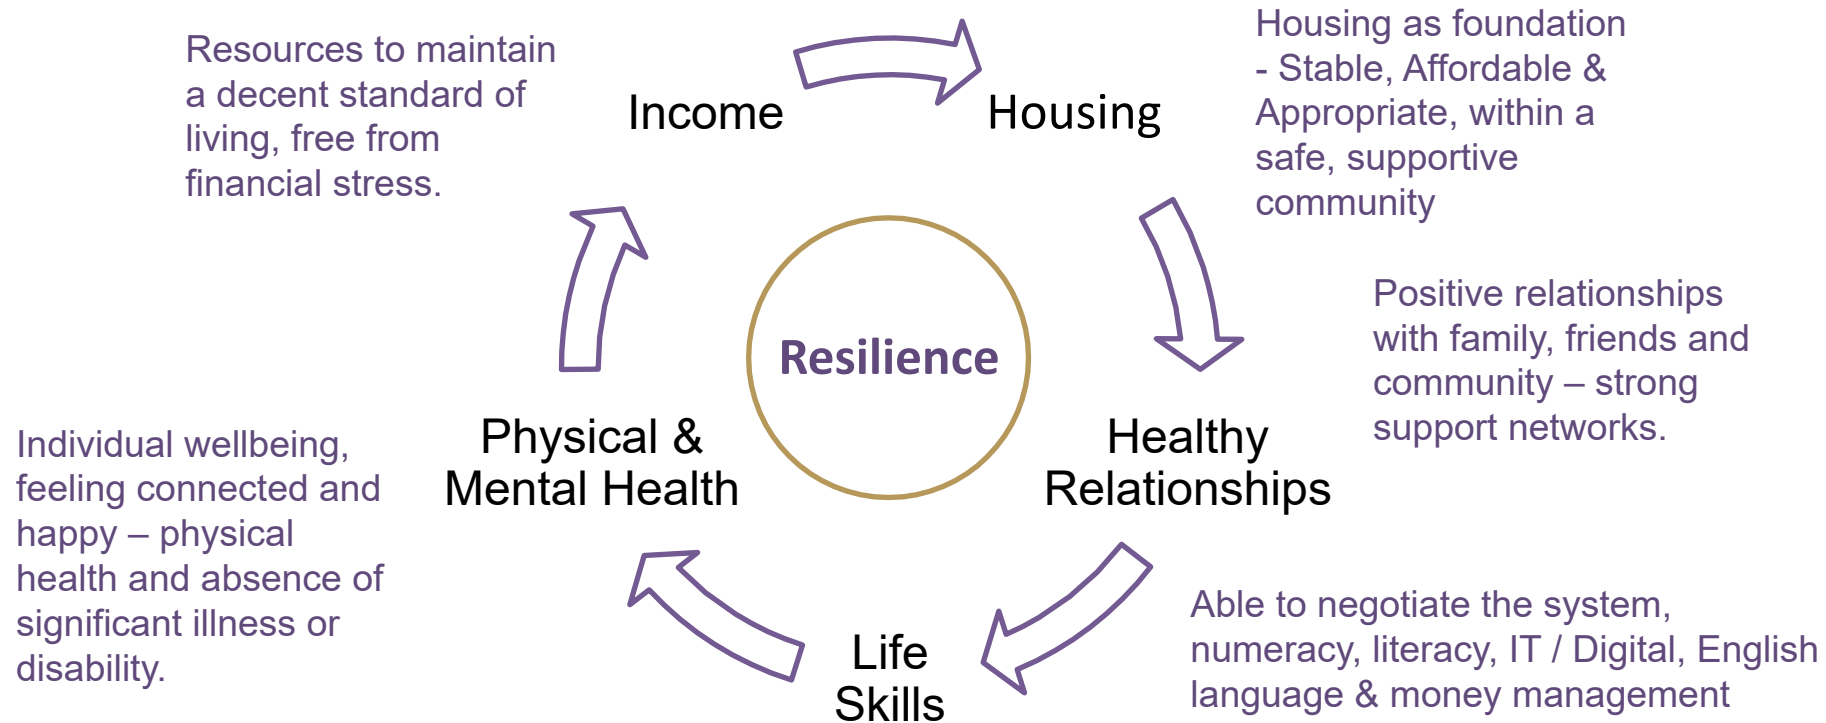 Resources to maintain
a decent standard of
living, free from
financial stress.
Income
Housing
Housing as foundation
- Stable, Affordable &
Appropriate, within a
safe, supportive
community
Positive relationships
with family, friends and
community – strong
support networks.
Resilience
Physical &
Mental Health
Healthy
Relationships
Individual wellbeing,
feeling connected and
happy – physical
health and absence of
significant illness or
disability.
Life
Skills
Able to negotiate the system,
numeracy, literacy, IT / Digital, English
language & money management